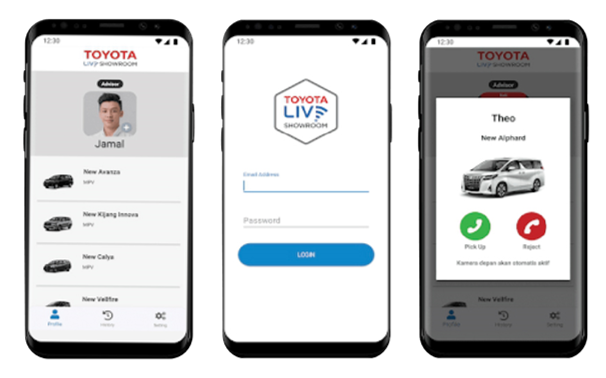 12:30
TOYOTA
LIVE SHOWROOM
Advisor
Jamal
New Avanza
MPV
New Kijang Innova
MPV
New Calya
MPV
New Vellfire
Profile
History
Setting
12:30
TOYOTA
LIVE
SHOWROOM
Email Address
Password
LOGIN
12:30
TOYOTA
LIVE SHOWROOM
Advisor
Theo
New Alphard
Pick Up
Reject
Kamera depan akan otomatis aktif
New Vellfire
Profile
History
Setting